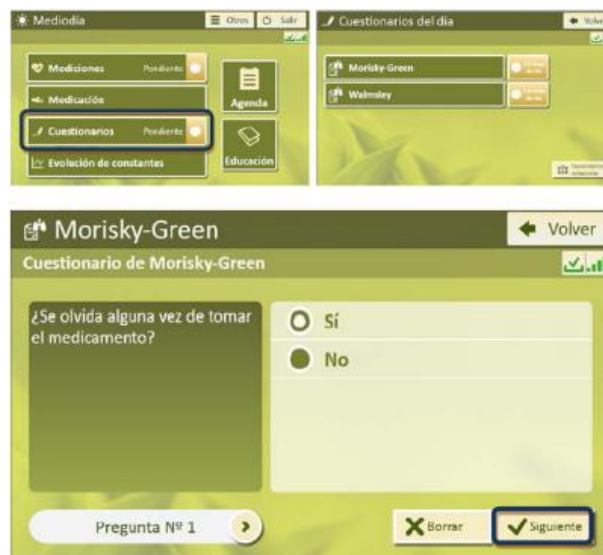 Mediodía
Otros
Salir
Mediciones Pendiente
Medicación
Cuestionarios Pendiente
Evolución de constantes
Agenda
Educación
Cuestionarios del día
Volver
Morisky-Green
Walmsley
Morisky-Green
Volver
Cuestionario de Morisky-Green
¿Se olvida alguna vez de tomar
el medicamento?
Sí
No
Pregunta Nº 1
Borrar
Siguiente